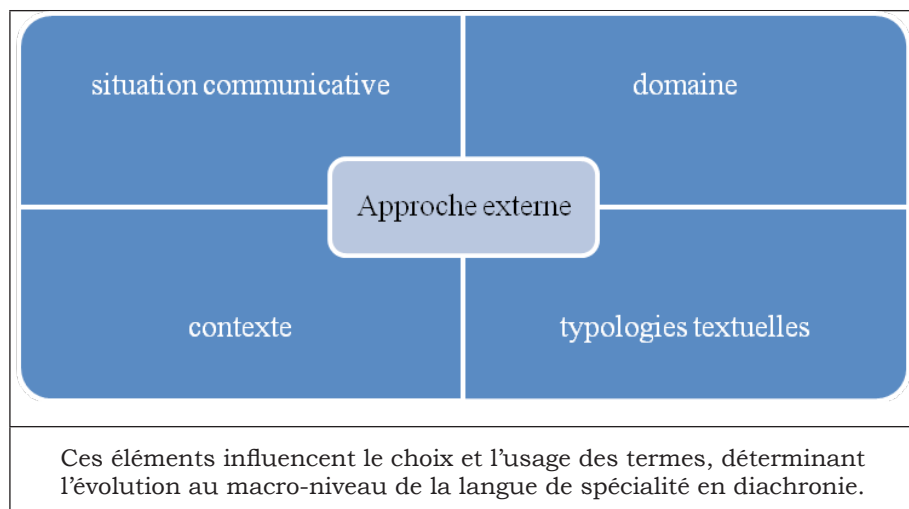 situation communicative
domaine
Approche externe
contexte
typologies textuelles
Ces éléments influencent le choix et l’usage des termes, déterminant
l’évolution au macro-niveau de la langue de spécialité en diachronie.